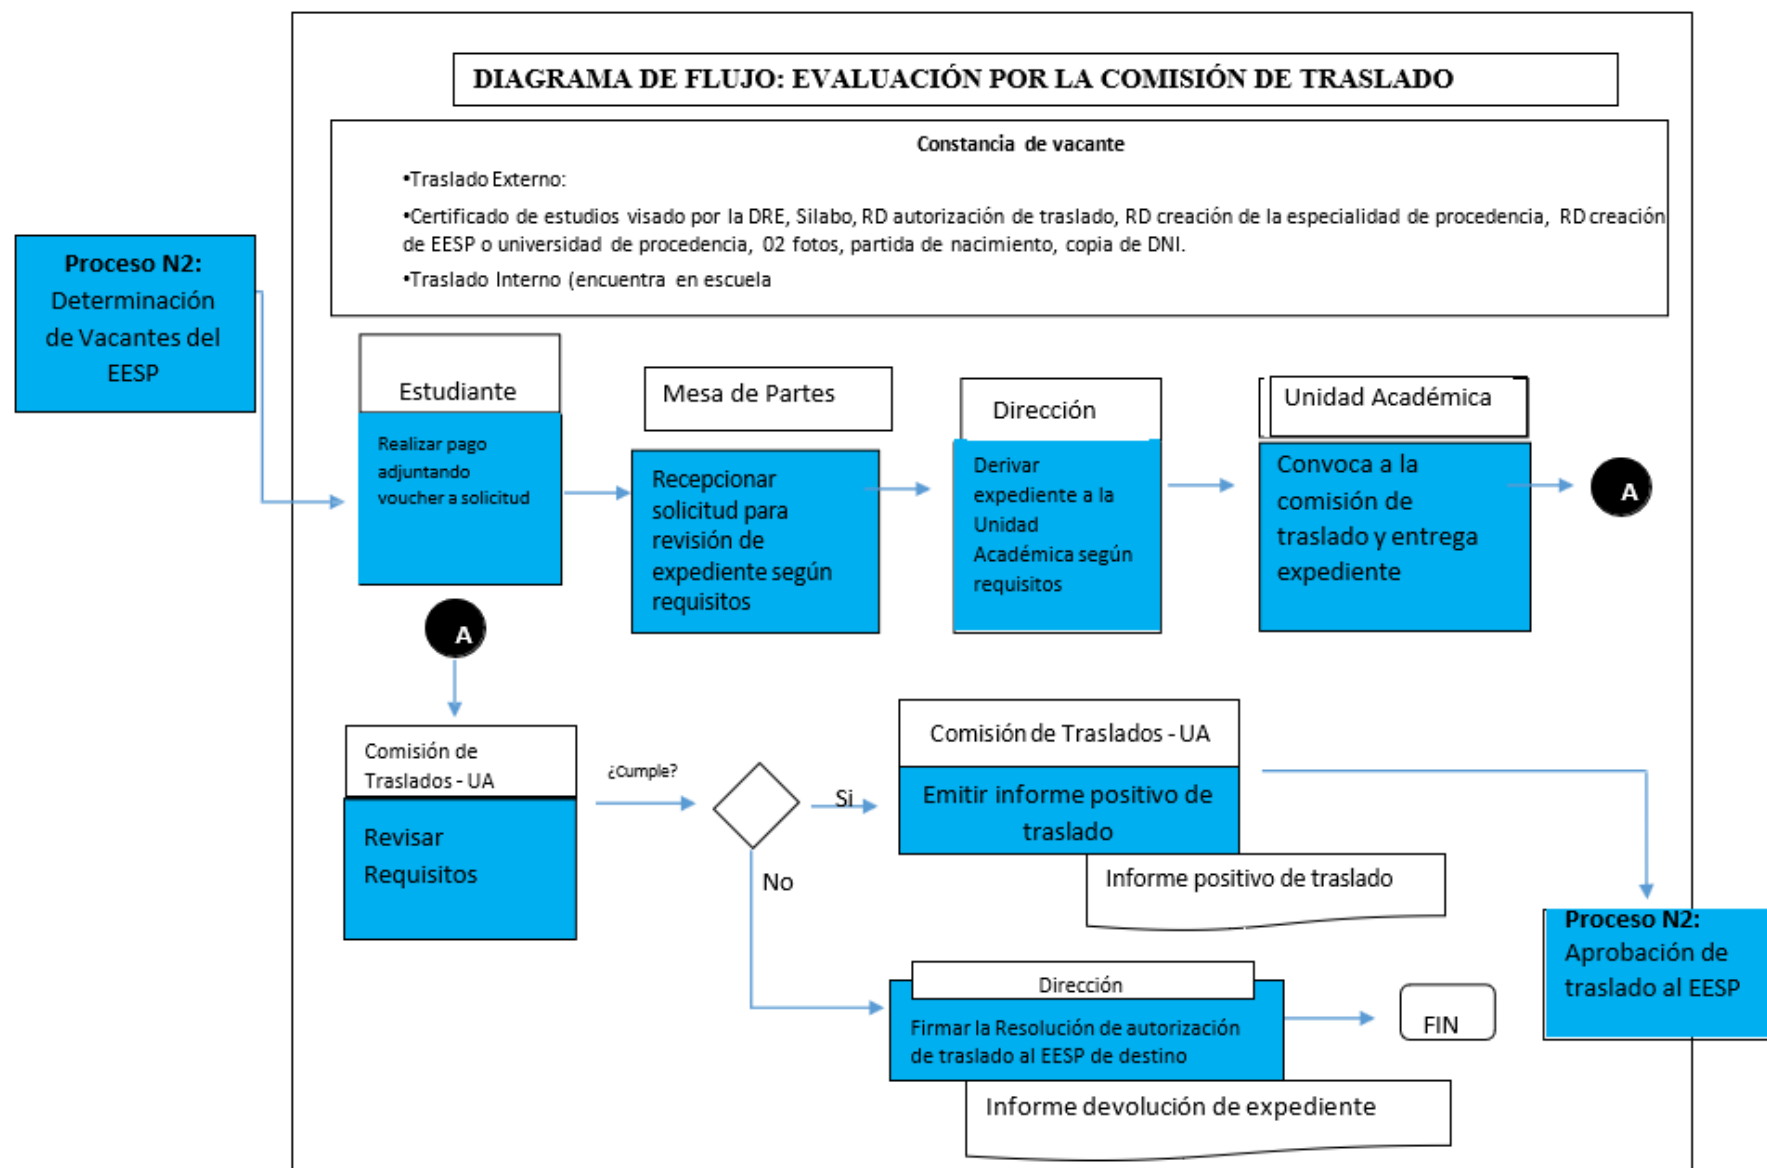 DIAGRAMA DE FLUJO: EVALUACIÓN POR LA COMISIÓN DE TRASLADO
Constancia de vacante
•Traslado Externo:
•Certificado de estudios visado por la DRE, Silabo, RD autorización de traslado, RD creación de la especialidad de procedencia, RD creación
de EESP o universidad de procedencia, 02 fotos, partida de nacimiento, copia de DNI.
•Traslado Interno (encuentra en escuela
Proceso N2:
Determinación
de Vacantes del
EESP
Estudiante
Realizar pago
adjuntando
voucher a solicitud
Mesa de Partes
Recepcionar
solicitud para
revisión de
expediente según
requisitos
Dirección
Derivar
expediente a la
Unidad
Académica según
requisitos
Unidad Académica
Convoca a la
comisión de
traslado y entrega
expediente
A
A
Comisión de
Traslados - UA
Revisar
Requisitos
¿Cumple?
Si
No
Comisión de Traslados - UA
Emitir informe positivo de
traslado
Informe positivo de traslado
Proceso N2:
Aprobación de
traslado al EESP
Dirección
Firmar la Resolución de autorización
de traslado al EESP de destino
Informe devolución de expediente
FIN